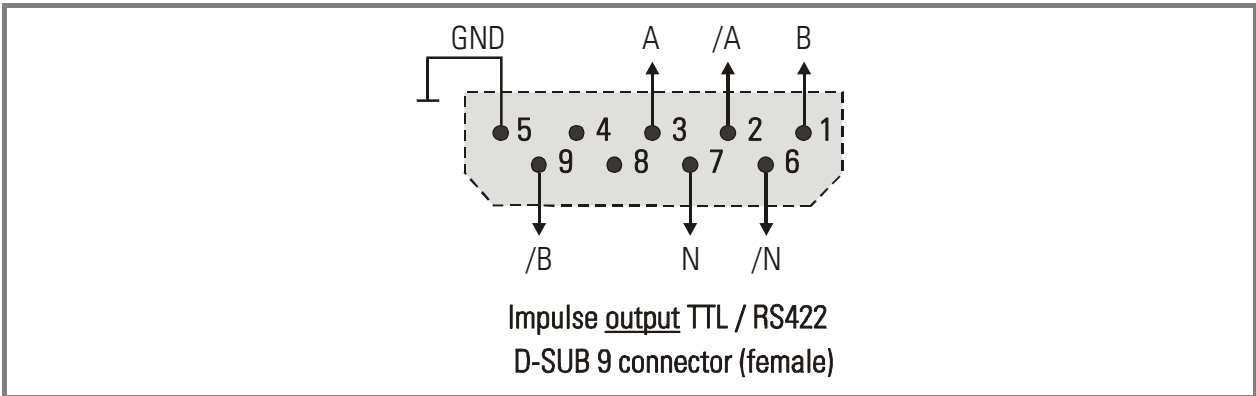 GND A /A B
5 4 3 2 1
9 8 7 6
/B N /N
Impulse output TTL / RS422
D-SUB 9 connector (female)